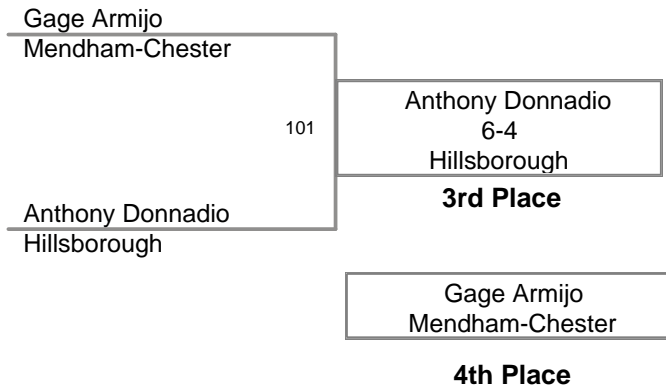 Gage Armijo
Mendham-Chester
101
Anthony Donnadio
6-4
Hillsborough
3rd Place
Anthony Donnadio
Hillsborough
Gage Armijo
Mendham-Chester
4th Place